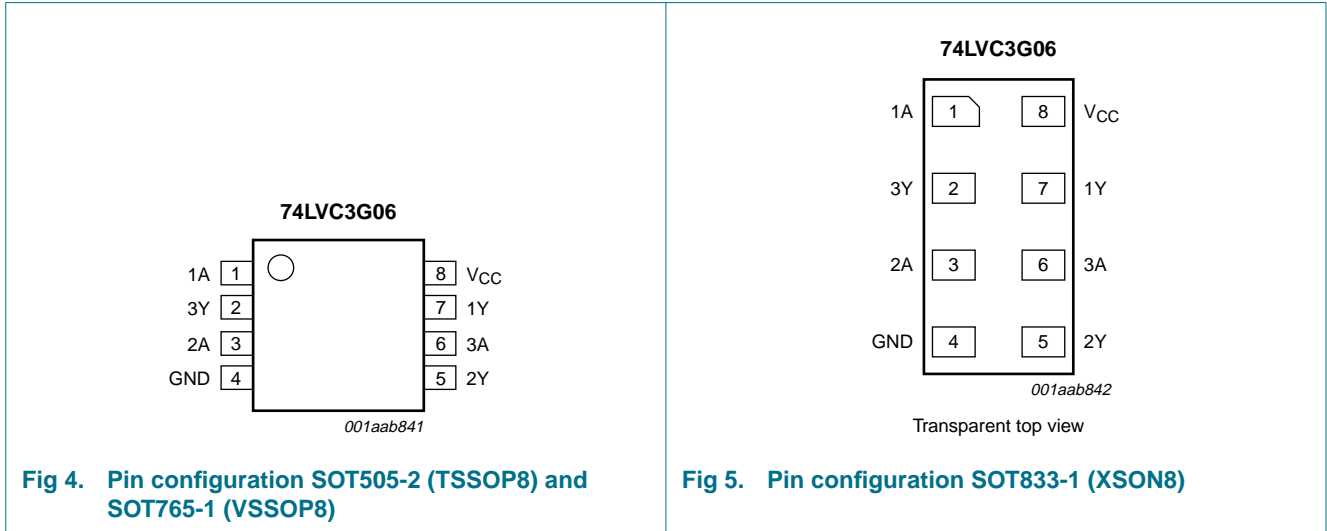 74LVC3G06
1A 1 8 VCC
3Y 2 7 1Y
2A 3 6 3A
GND 4 5 2Y
001aab841
Fig 4. Pin configuration SOT505-2 (TSSOP8) and
SOT765-1 (VSSOP8)
74LVC3G06
1A 1 8 VCC
3Y 2 7 1Y
2A 3 6 3A
GND 4 5 2Y
001aab842
Transparent top view
Fig 5. Pin configuration SOT833-1 (XSON8)